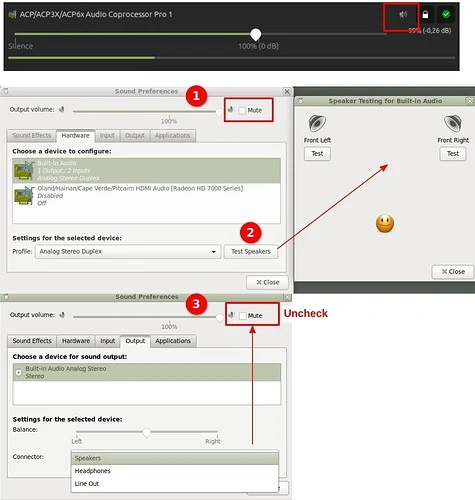 ACP/ACP3X/ACP6x Audio Coprocessor Pro 1
Silence
100% (0 dB)
99% (-0,26 dB)
Sound Preferences
1
Output volume:
Mute
100%
Sound Effects Hardware Input Output Applications
Choose a device to configure:
Built-in Audio
1 Output / 2 Inputs
Analog Stereo Duplex
Oland/Hainan/Cape Verde/Pitcairn HDMI Audio [Radeon HD 7000 Series]
Disabled
Off
2
Settings for the selected device:
Profile: Analog Stereo Duplex
Test Speakers
Close
Speaker Testing for Built-in Audio
Front Left
Front Right
Test
Test
Close
Sound Preferences
3
Output volume:
Mute
Uncheck
100%
Sound Effects Hardware Input Output Applications
Choose a device for sound output:
Built-in Audio Analog Stereo
Stereo
Settings for the selected device:
Balance:
Left
Right
Connector:
Speakers
Headphones
Line Out